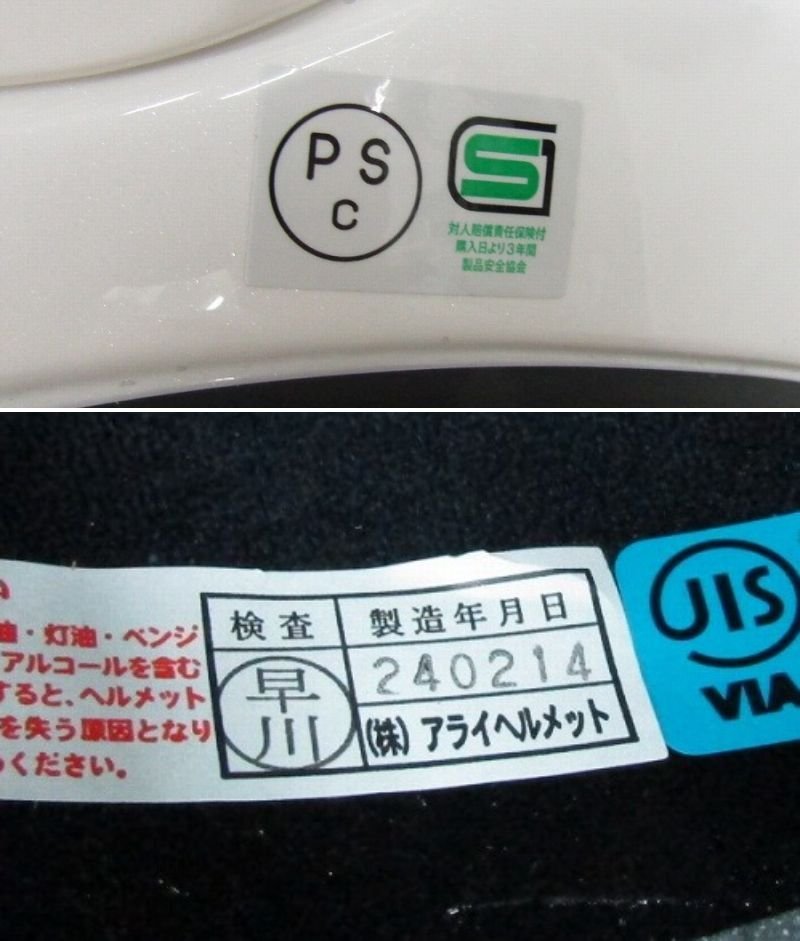 PS
C
S
対人賠償責任保険付
購入日より3年間
製品安全協会
油・灯油・ベンジ
アルコールを含む
すると、ヘルメット
を失う原因となり
ください。
検査
製造年月日
早川
240214
(株)アライヘルメット
JIS
VIA